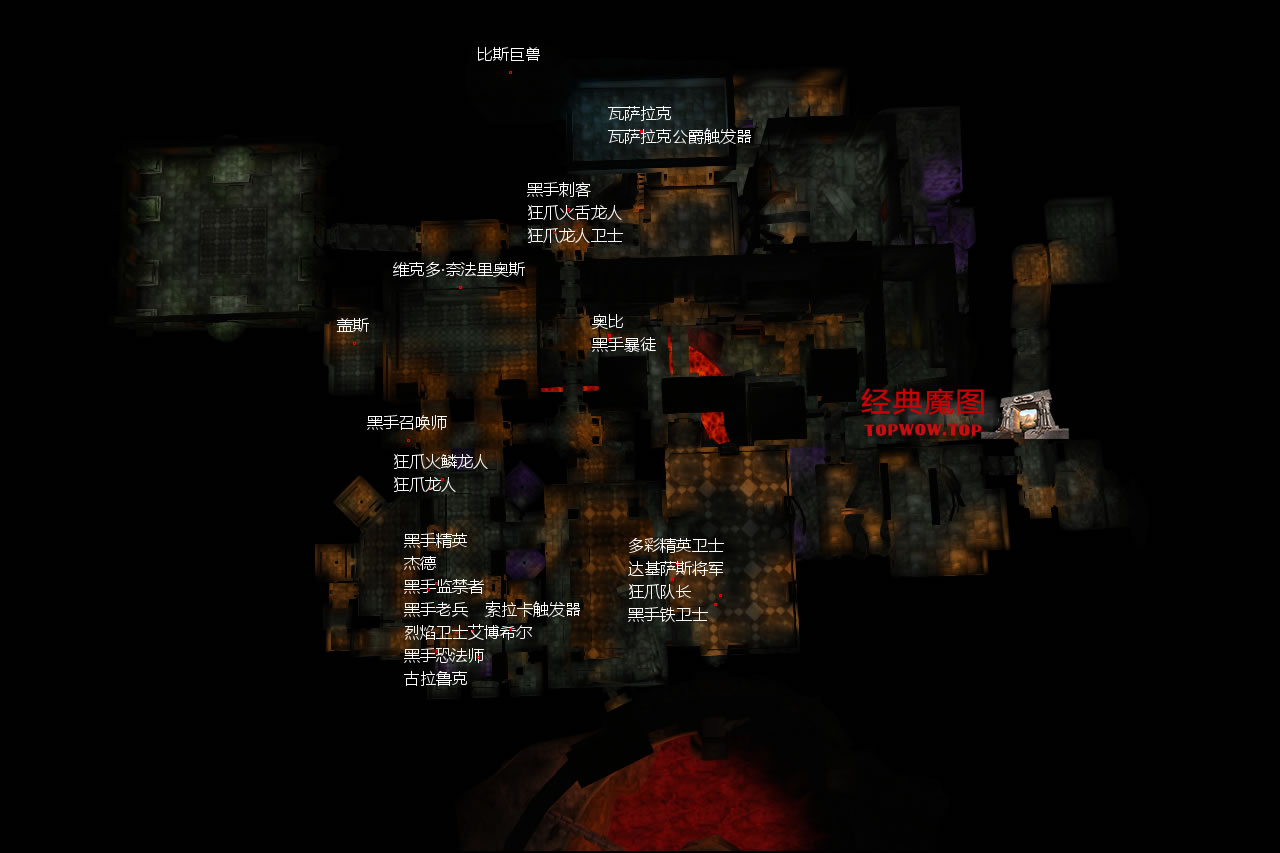 比斯巨兽
瓦萨拉克
瓦萨拉克公爵触发器
黑手刺客
狂爪火舌龙人
狂爪龙人卫士
维克多·奈法里奥斯
盖斯
奥比
黑手暴徒
经典魔图
TOPWOW.TOP
黑手召唤师
狂爪火鳞龙人
狂爪龙人
黑手精英
杰德
黑手监禁者
黑手老兵 索拉卡触发器
烈焰卫士艾博希尔
黑手恐法师
古拉鲁克
多彩精英卫士
达基萨斯将军
狂爪队长
黑手铁卫士